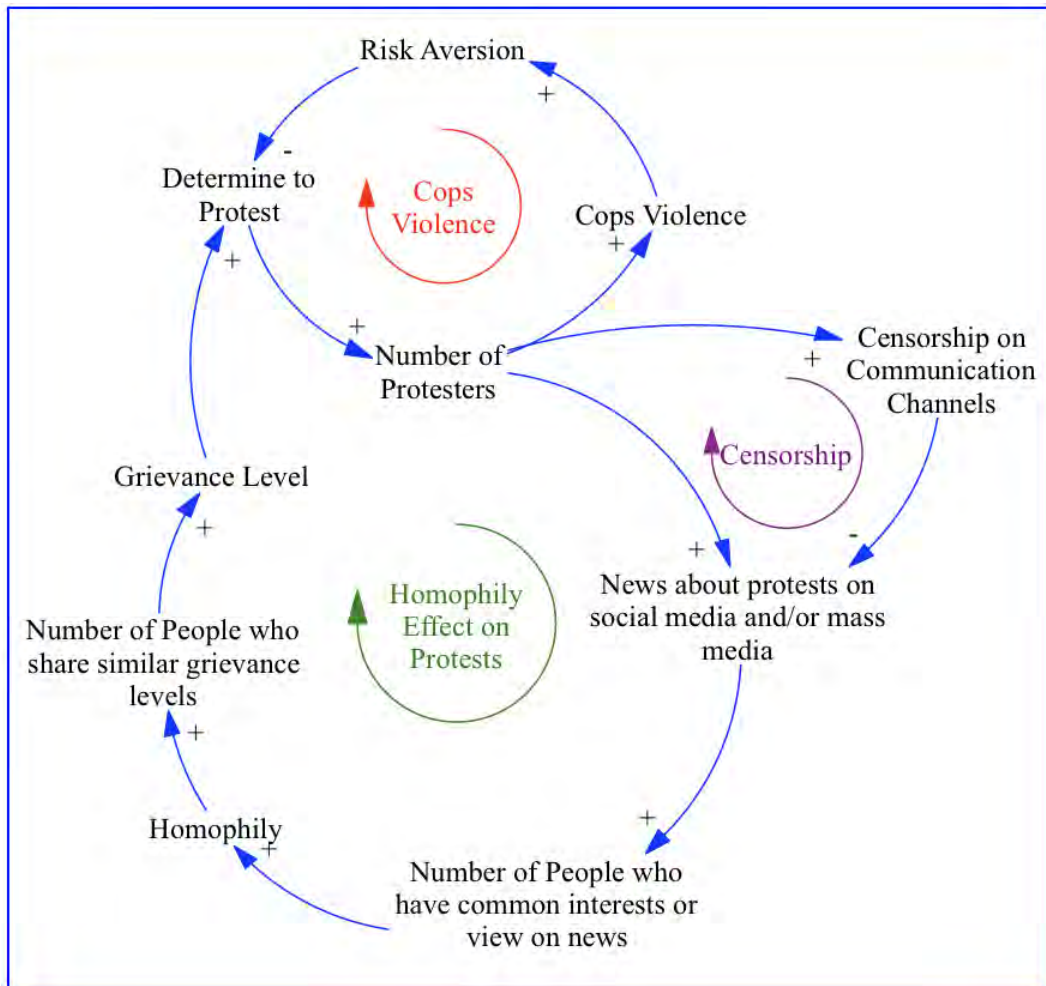 Risk Aversion
+
-
Determine to
Protest
Cops
Violence
Cops Violence
+
+
+
Number of
Protesters
Censorship on
Communication
Channels
+
Censorship
Grievance Level
+
-
+
News about protests on
social media and/or mass
media
Homophily
Effect on
Protests
Number of People who
share similar grievance
levels
+
Homophily
+
+
Number of People who
have common interests or
view on news